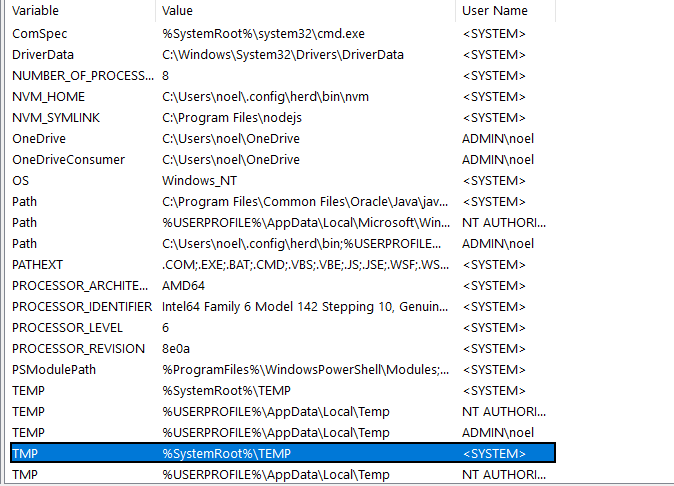 Variable Value User Name
ComSpec %SystemRoot%\system32\cmd.exe <SYSTEM>
DriverData C:\Windows\System32\Drivers\DriverData <SYSTEM>
NUMBER_OF_PROCESS... 8 <SYSTEM>
NVM_HOME C:\Users\noel\.config\herd\bin\nvm <SYSTEM>
NVM_SYMLINK C:\Program Files\nodejs <SYSTEM>
OneDrive C:\Users\noel\OneDrive ADMIN\noel
OneDriveConsumer C:\Users\noel\OneDrive ADMIN\noel
OS Windows_NT <SYSTEM>
Path C:\Program Files\Common Files\Oracle\Java\jav... <SYSTEM>
Path %USERPROFILE%\AppData\Local\Microsoft\Win... NT AUTHORI...
Path C:\Users\noel\.config\herd\bin;%USERPROFILE... ADMIN\noel
PATHEXT .COM;.EXE;.BAT;.CMD;.VBS;.VBE;.JS;.JSE;.WSF;.WS... <SYSTEM>
PROCESSOR_ARCHITE... AMD64 <SYSTEM>
PROCESSOR_IDENTIFIER Intel64 Family 6 Model 142 Stepping 10, Genuin... <SYSTEM>
PROCESSOR_LEVEL 6 <SYSTEM>
PROCESSOR_REVISION 8e0a <SYSTEM>
PSModulePath %ProgramFiles%\WindowsPowerShell\Modules;... <SYSTEM>
TEMP %SystemRoot%\TEMP <SYSTEM>
TEMP %USERPROFILE%\AppData\Local\Temp NT AUTHORI...
TEMP %USERPROFILE%\AppData\Local\Temp ADMIN\noel
TMP %SystemRoot%\TEMP <SYSTEM>
TMP %USERPROFILE%\AppData\Local\Temp NT AUTHORI...